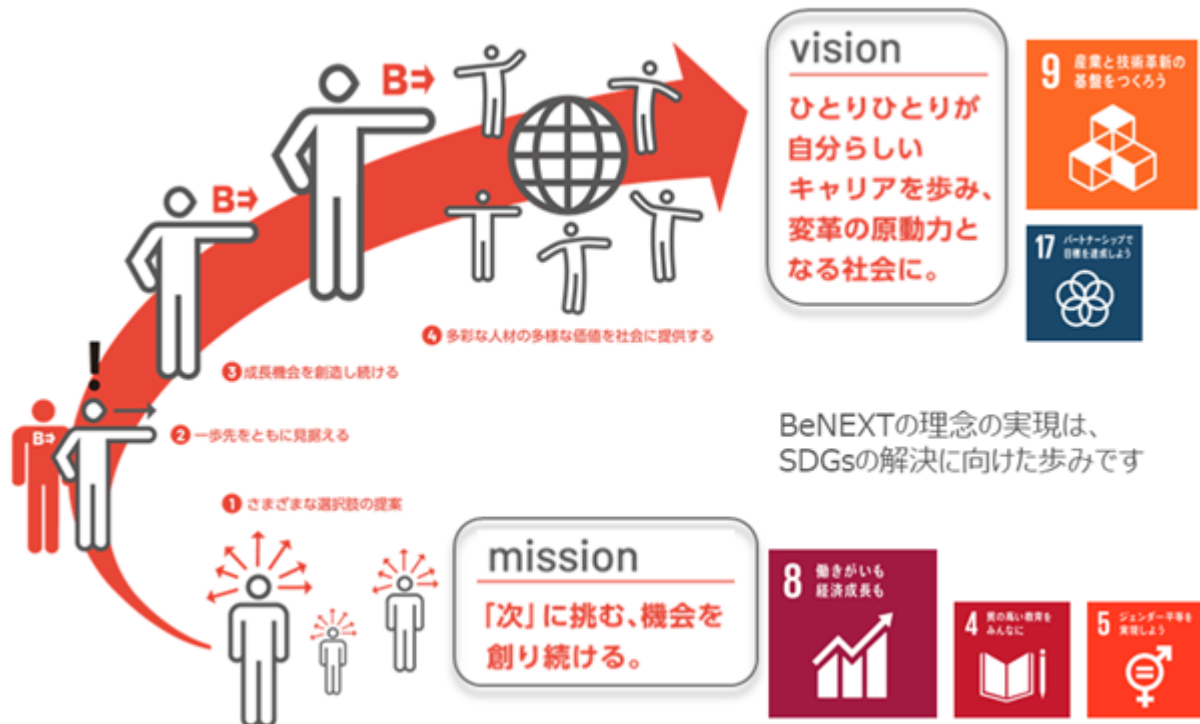 vision
ひとりひとりが
自分らしい
キャリアを歩み、
変革の原動力と
なる社会に。
9 産業と技術革新の
基盤をつくろう
17 パートナーシップで
目標を達成しよう
B⇒
B⇒
❹ 多彩な人材の多様な価値を社会に提供する
❸ 成長機会を創造し続ける
!
B⇒
❷ 一歩先をともに見据える
BeNEXTの理念の実現は、
SDGsの解決に向けた歩みです
❶ さまざまな選択肢の提案
mission
「次」に挑む、機会を
創り続ける。
8 働きがいも
経済成長も
4 質の高い教育を
みんなに
5 ジェンダー平等を
実現しよう